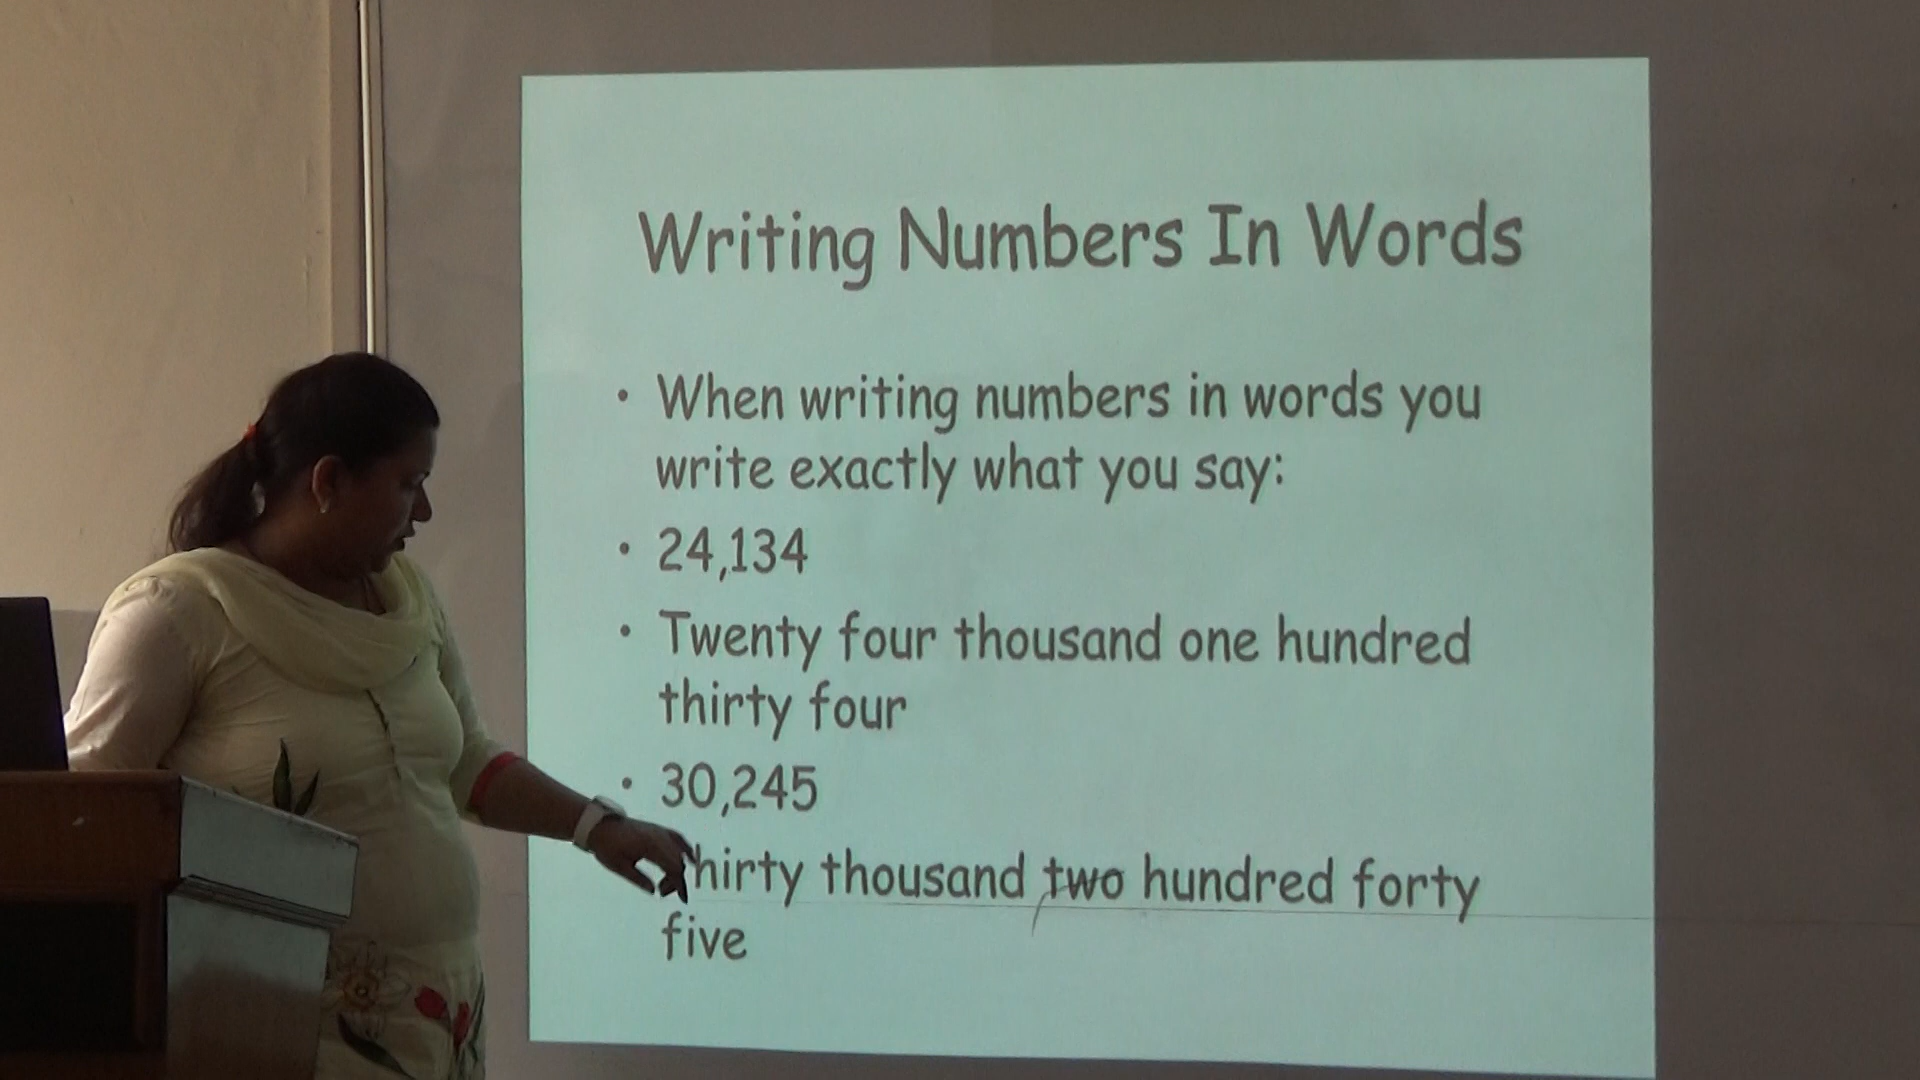 Writing Numbers In Words
• When writing numbers in words you
write exactly what you say:
• 24,134
• Twenty four thousand one hundred
thirty four
• 30,245
Thirty thousand two hundred forty
five